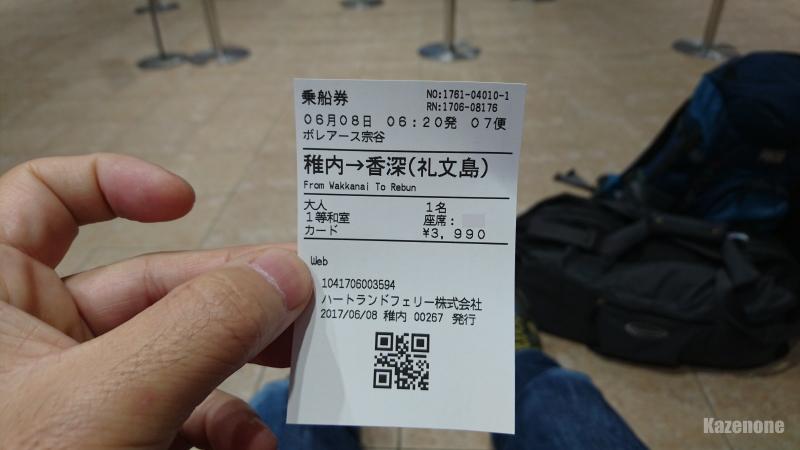 乗船券
NO:1761-04010-1
RN:1706-08176
06月08日 06:20発 07便
ボレアース宗谷
稚内→香深(礼文島)
From Wakkanai To Rebun
大人 1名
1等和室 座席:
カード ¥3,990
Web
1041706003594
ハートランドフェリー株式会社
2017/06/08 稚内 00267 発行
Kazenone